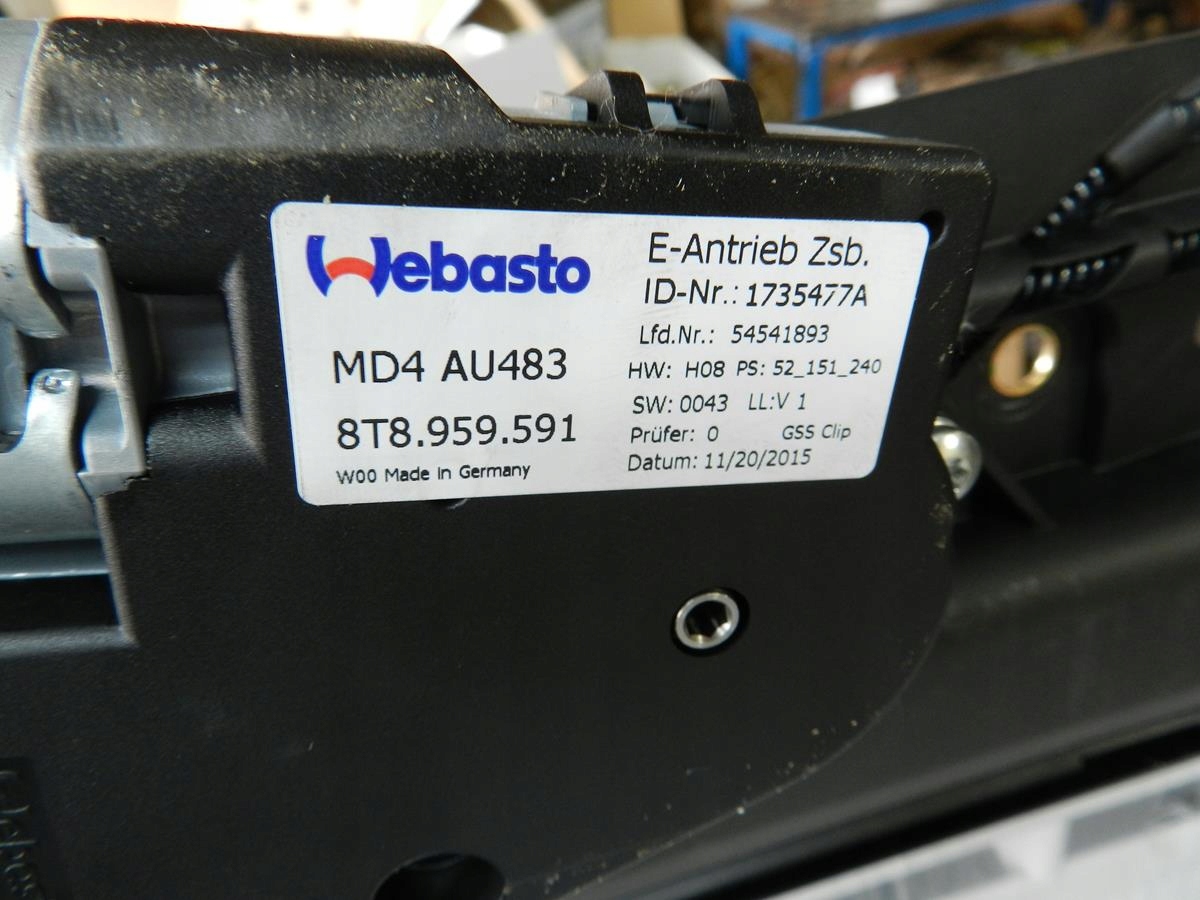 Webasto
MD4 AU483
8T8.959.591
W00 Made in Germany
E-Antrieb Zsb.
ID-Nr.: 1735477A
Lfd.Nr.: 54541893
HW: H08 PS: 52_151_240
SW: 0043 LL:V 1
Prüfer: 0 GSS Clip
Datum: 11/20/2015